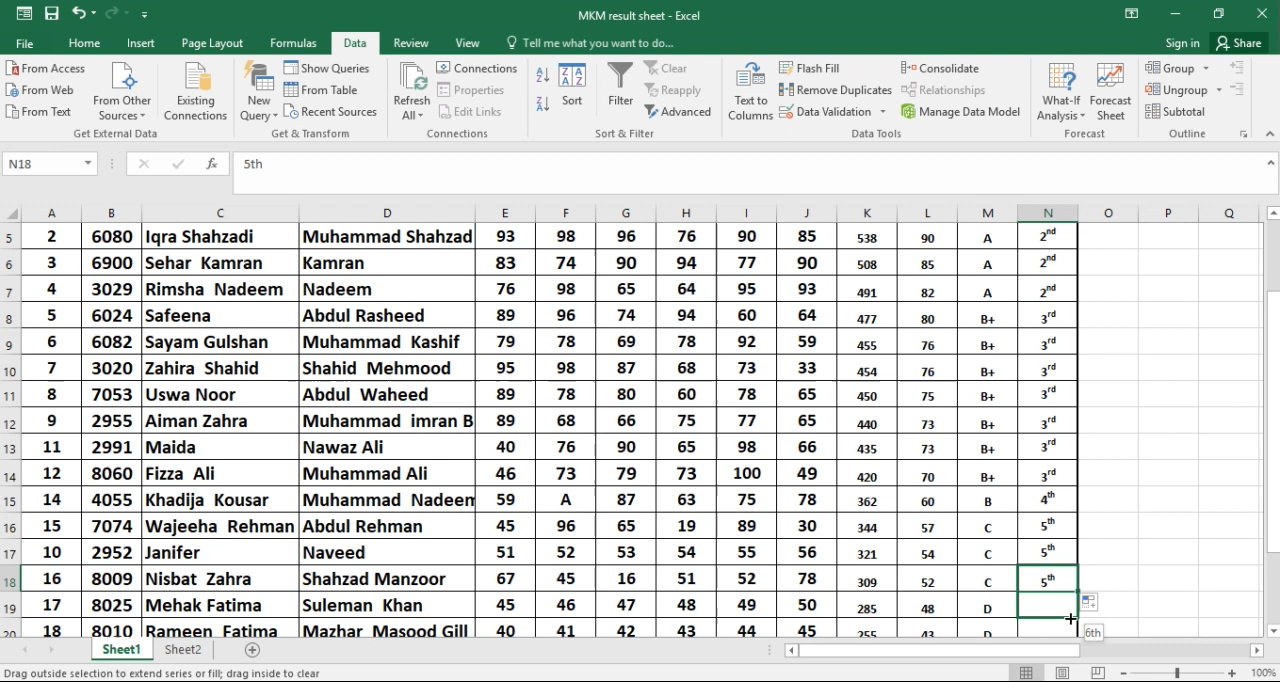 MKM result sheet - Excel
File Home Insert Page Layout Formulas Data Review View Tell me what you want to do... Sign in Share
From Access
From Web
From Text
From Other Sources
Existing Connections
Get External Data
New Query
Show Queries
From Table
Recent Sources
Get & Transform
Refresh All
Connections
Properties
Edit Links
Connections
Sort
Filter
Clear
Reapply
Advanced
Sort & Filter
Text to Columns
Flash Fill
Remove Duplicates
Data Validation
Consolidate
Relationships
Manage Data Model
Data Tools
What-If Analysis
Forecast Sheet
Forecast
Group
Ungroup
Subtotal
Outline
N18 fx 5th
A B C D E F G H I J K L M N O P Q
5 2 6080 Iqra Shahzadi Muhammad Shahzad 93 98 96 76 90 85 538 90 A 2nd
6 3 6900 Sehar Kamran Kamran 83 74 90 94 77 90 508 85 A 2nd
7 4 3029 Rimsha Nadeem Nadeem 76 98 65 64 95 93 491 82 A 2nd
8 5 6024 Safeena Abdul Rasheed 89 96 74 94 60 64 477 80 B+ 3rd
9 6 6082 Sayam Gulshan Muhammad Kashif 79 78 69 78 92 59 455 76 B+ 3rd
10 7 3020 Zahira Shahid Shahid Mehmood 95 98 87 68 73 33 454 76 B+ 3rd
11 8 7053 Uswa Noor Abdul Waheed 89 78 80 60 78 65 450 75 B+ 3rd
12 9 2955 Aiman Zahra Muhammad imran B 89 68 66 75 77 65 440 73 B+ 3rd
13 11 2991 Maida Nawaz Ali 40 76 90 65 98 66 435 73 B+ 3rd
14 12 8060 Fizza Ali Muhammad Ali 46 73 79 73 100 49 420 70 B+ 3rd
15 14 4055 Khadija Kousar Muhammad Nadeem 59 A 87 63 75 78 362 60 B 4th
16 15 7074 Wajeeha Rehman Abdul Rehman 45 96 65 19 89 30 344 57 C 5th
17 10 2952 Janifer Naveed 51 52 53 54 55 56 321 54 C 5th
18 16 8009 Nisbat Zahra Shahzad Manzoor 67 45 16 51 52 78 309 52 C 5th
19 17 8025 Mehak Fatima Suleman Khan 45 46 47 48 49 50 285 48 D
20 18 8010 Rameen Fatima Mazhar Masood Gill 40 41 42 43 44 45 255 43 D
6th
Sheet1 Sheet2
Drag outside selection to extend series or fill; drag inside to clear 100%